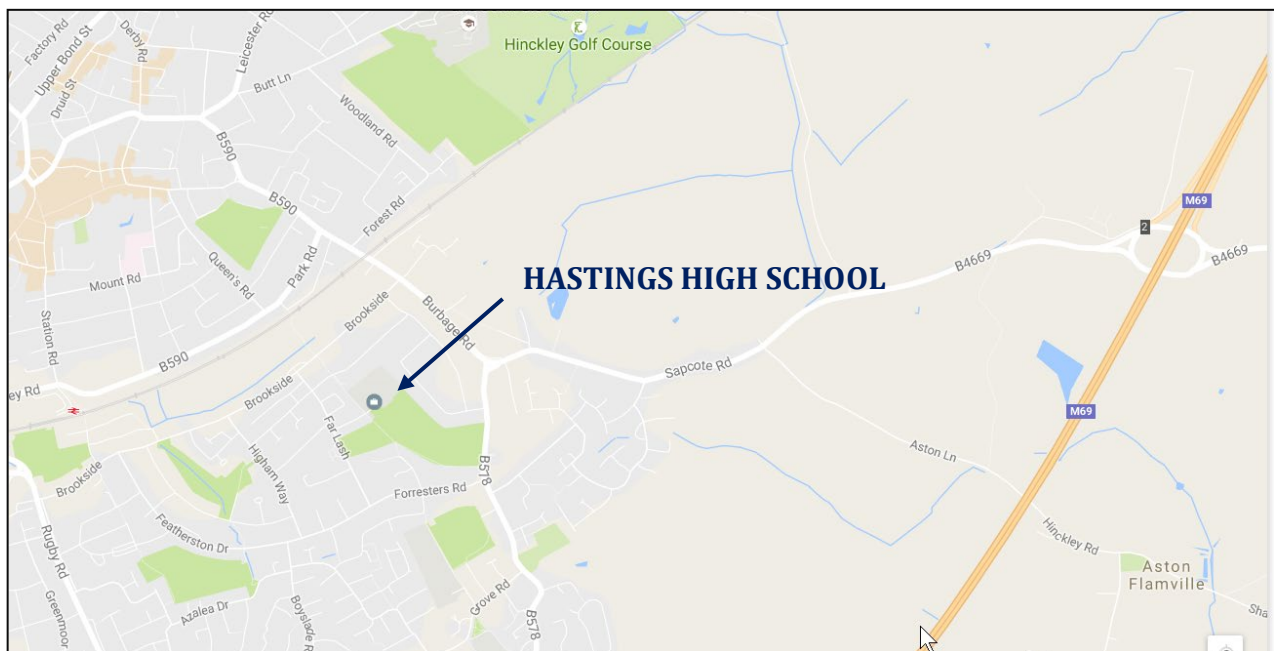 Factory Rd
Upper Bond St
Druid St
Derby Rd
Leicester Rd
Butt Ln
Hinckley Golf Course
Woodland Rd
B590
B590
Forest Rd
Queen's Rd
Park Rd
Mount Rd
Station Rd
B590
ey Rd
Brookside
Burbage Rd
HASTINGS HIGH SCHOOL
M69
2
B4669
B4669
Sapcote Rd
M69
Brookside
Far Lash
Higham Way
B578
Aston Ln
Brookside
Forresters Rd
Featherston Dr
Rugby Rd
Hinckley Rd
Aston
Flamville
Sha
Greenmoor
Azalea Dr
Boyslade R
Grove Rd
B578